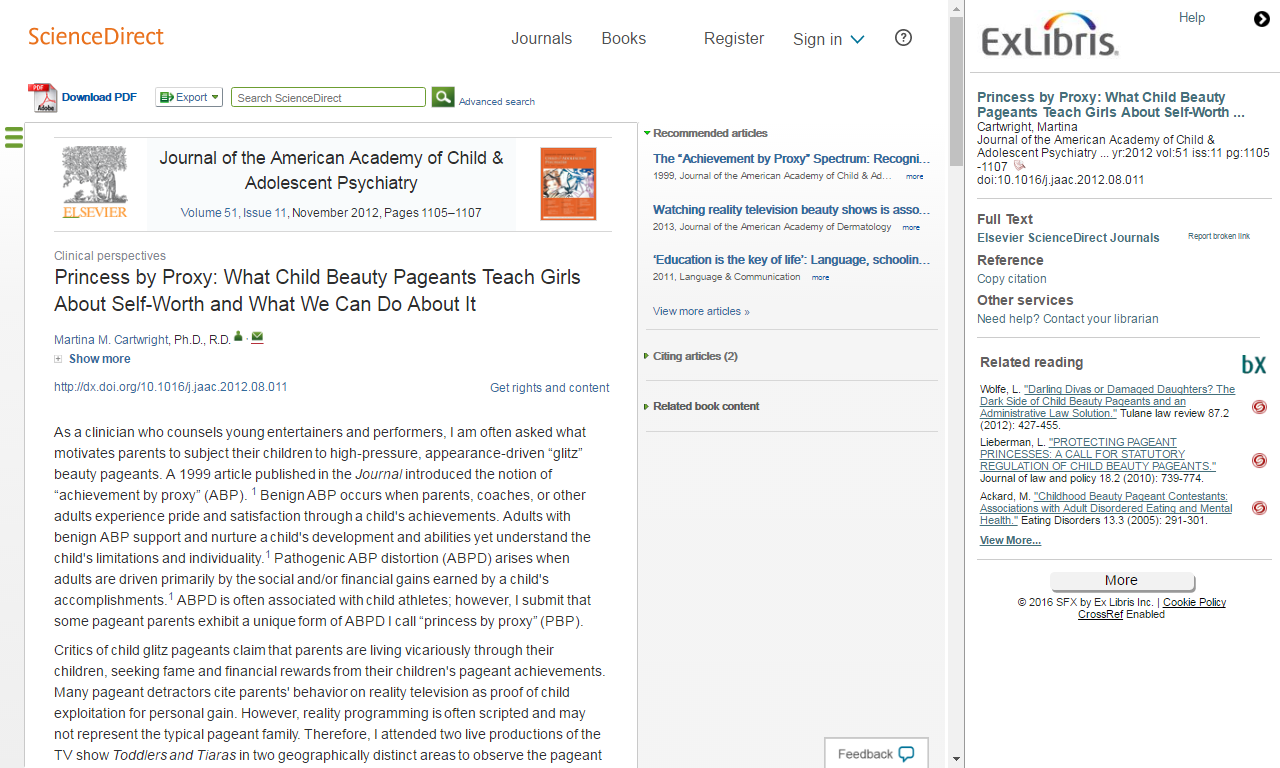 ScienceDirect
Journals
Books
Register
Sign in
?
PDF
Adobe
Download PDF
Export
Search ScienceDirect
Advanced search
ELSEVIER
Journal of the American Academy of Child &
Adolescent Psychiatry
Volume 51, Issue 11, November 2012, Pages 1105–1107
Clinical perspectives
Princess by Proxy: What Child Beauty Pageants Teach Girls
About Self-Worth and What We Can Do About It
Martina M. Cartwright, Ph.D., R.D.
Show more
http://dx.doi.org/10.1016/j.jaac.2012.08.011
Get rights and content
As a clinician who counsels young entertainers and performers, I am often asked what
motivates parents to subject their children to high-pressure, appearance-driven “glitz”
beauty pageants. A 1999 article published in the Journal introduced the notion of
“achievement by proxy” (ABP). 1 Benign ABP occurs when parents, coaches, or other
adults experience pride and satisfaction through a child's achievements. Adults with
benign ABP support and nurture a child's development and abilities yet understand the
child's limitations and individuality.1 Pathogenic ABP distortion (ABPD) arises when
adults are driven primarily by the social and/or financial gains earned by a child's
accomplishments.1 ABPD is often associated with child athletes; however, I submit that
some pageant parents exhibit a unique form of ABPD I call “princess by proxy” (PBP).
Critics of child glitz pageants claim that parents are living vicariously through their
children, seeking fame and financial rewards from their children's pageant achievements.
Many pageant detractors cite parents' behavior on reality television as proof of child
exploitation for personal gain. However, reality programming is often scripted and may
not represent the typical pageant family. Therefore, I attended two live productions of the
TV show Toddlers and Tiaras in two geographically distinct areas to observe the pageant
Recommended articles
The “Achievement by Proxy” Spectrum: Recogni…
1999, Journal of the American Academy of Child & Ad…
more
Watching reality television beauty shows is asso…
2013, Journal of the American Academy of Dermatology
more
‘Education is the key of life’: Language, schoolin…
2011, Language & Communication
more
View more articles »
Citing articles (2)
Related book content
Feedback
ExLibris
Help
Princess by Proxy: What Child Beauty
Pageants Teach Girls About Self-Worth ...
Cartwright, Martina
Journal of the American Academy of Child &
Adolescent Psychiatry ... yr:2012 vol:51 iss:11 pg:1105
-1107
doi:10.1016/j.jaac.2012.08.011
Full Text
Elsevier ScienceDirect Journals
Report broken link
Reference
Copy citation
Other services
Need help? Contact your librarian
Related reading
bX
Wolfe, L. "Darling Divas or Damaged Daughters? The
Dark Side of Child Beauty Pageants and an
Administrative Law Solution." Tulane law review 87.2
(2012): 427-455.
Lieberman, L. "PROTECTING PAGEANT
PRINCESSES: A CALL FOR STATUTORY
REGULATION OF CHILD BEAUTY PAGEANTS."
Journal of law and policy 18.2 (2010): 739-774.
Ackard, M. "Childhood Beauty Pageant Contestants:
Associations with Adult Disordered Eating and Mental
Health." Eating Disorders 13.3 (2005): 291-301.
View More...
More
© 2016 SFX by Ex Libris Inc. | Cookie Policy
CrossRef Enabled